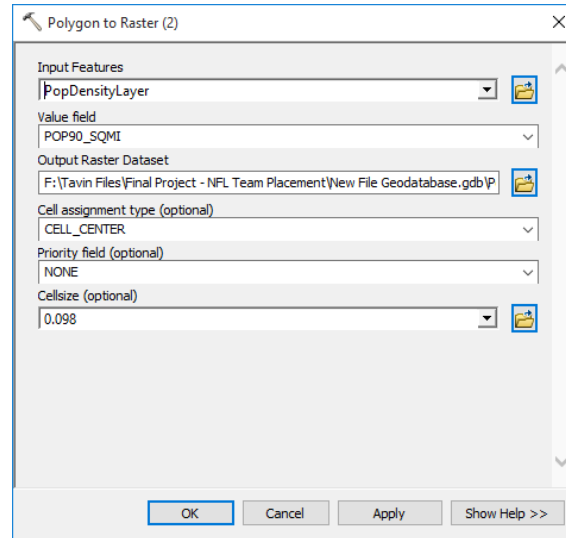 Polygon to Raster (2)
Input Features
PopDensityLayer
Value field
POP90_SQMI
Output Raster Dataset
F:\Tavin Files\Final Project - NFL Team Placement\New File Geodatabase.gdb\P
Cell assignment type (optional)
CELL_CENTER
Priority field (optional)
NONE
Cellsize (optional)
0.098
OK Cancel Apply Show Help >>